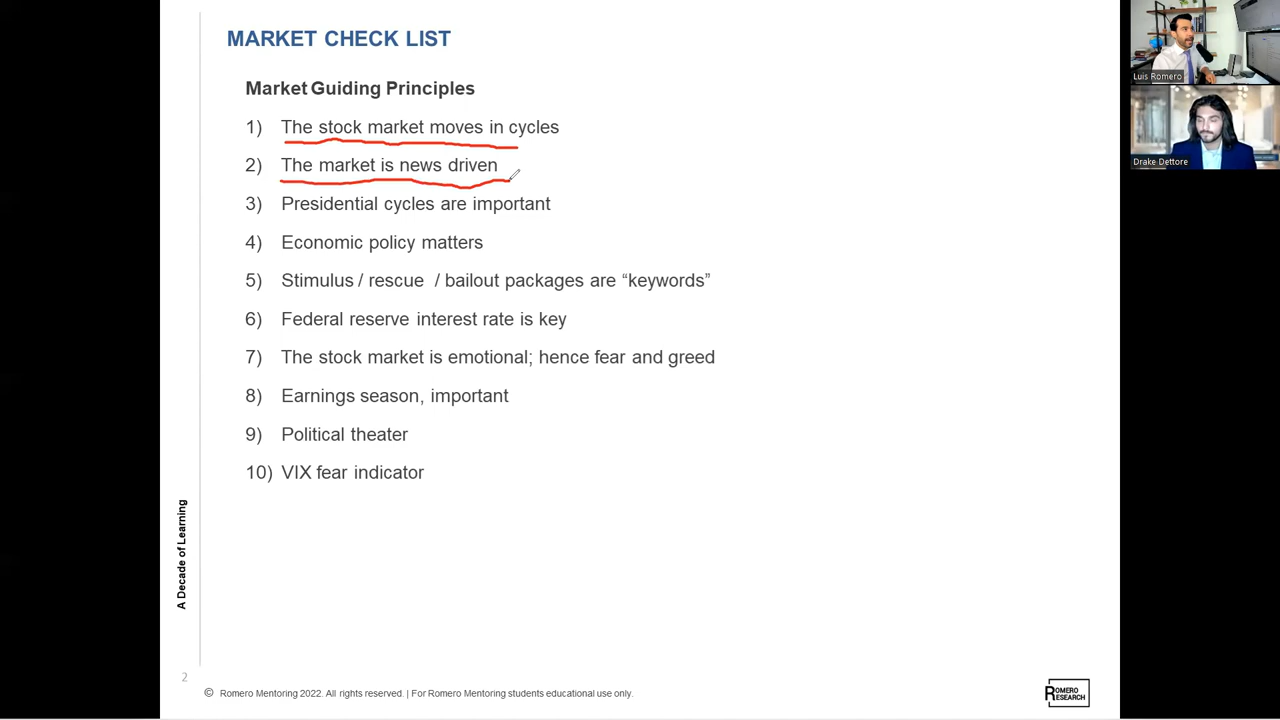 MARKET CHECK LIST
Market Guiding Principles
1) The stock market moves in cycles
2) The market is news driven
3) Presidential cycles are important
4) Economic policy matters
5) Stimulus / rescue / bailout packages are “keywords”
6) Federal reserve interest rate is key
7) The stock market is emotional; hence fear and greed
8) Earnings season, important
9) Political theater
10) VIX fear indicator
A Decade of Learning
2
© Romero Mentoring 2022. All rights reserved. | For Romero Mentoring students educational use only.
ROMERO
RESEARCH
Luis Romero
Drake Dettore